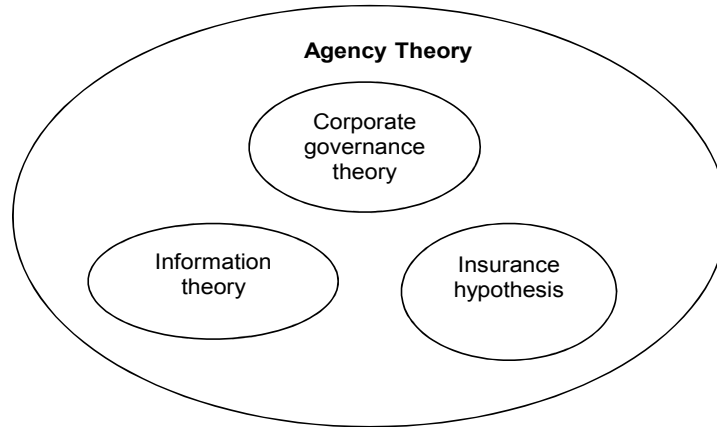 Agency Theory
Corporate
governance
theory
Information
theory
Insurance
hypothesis